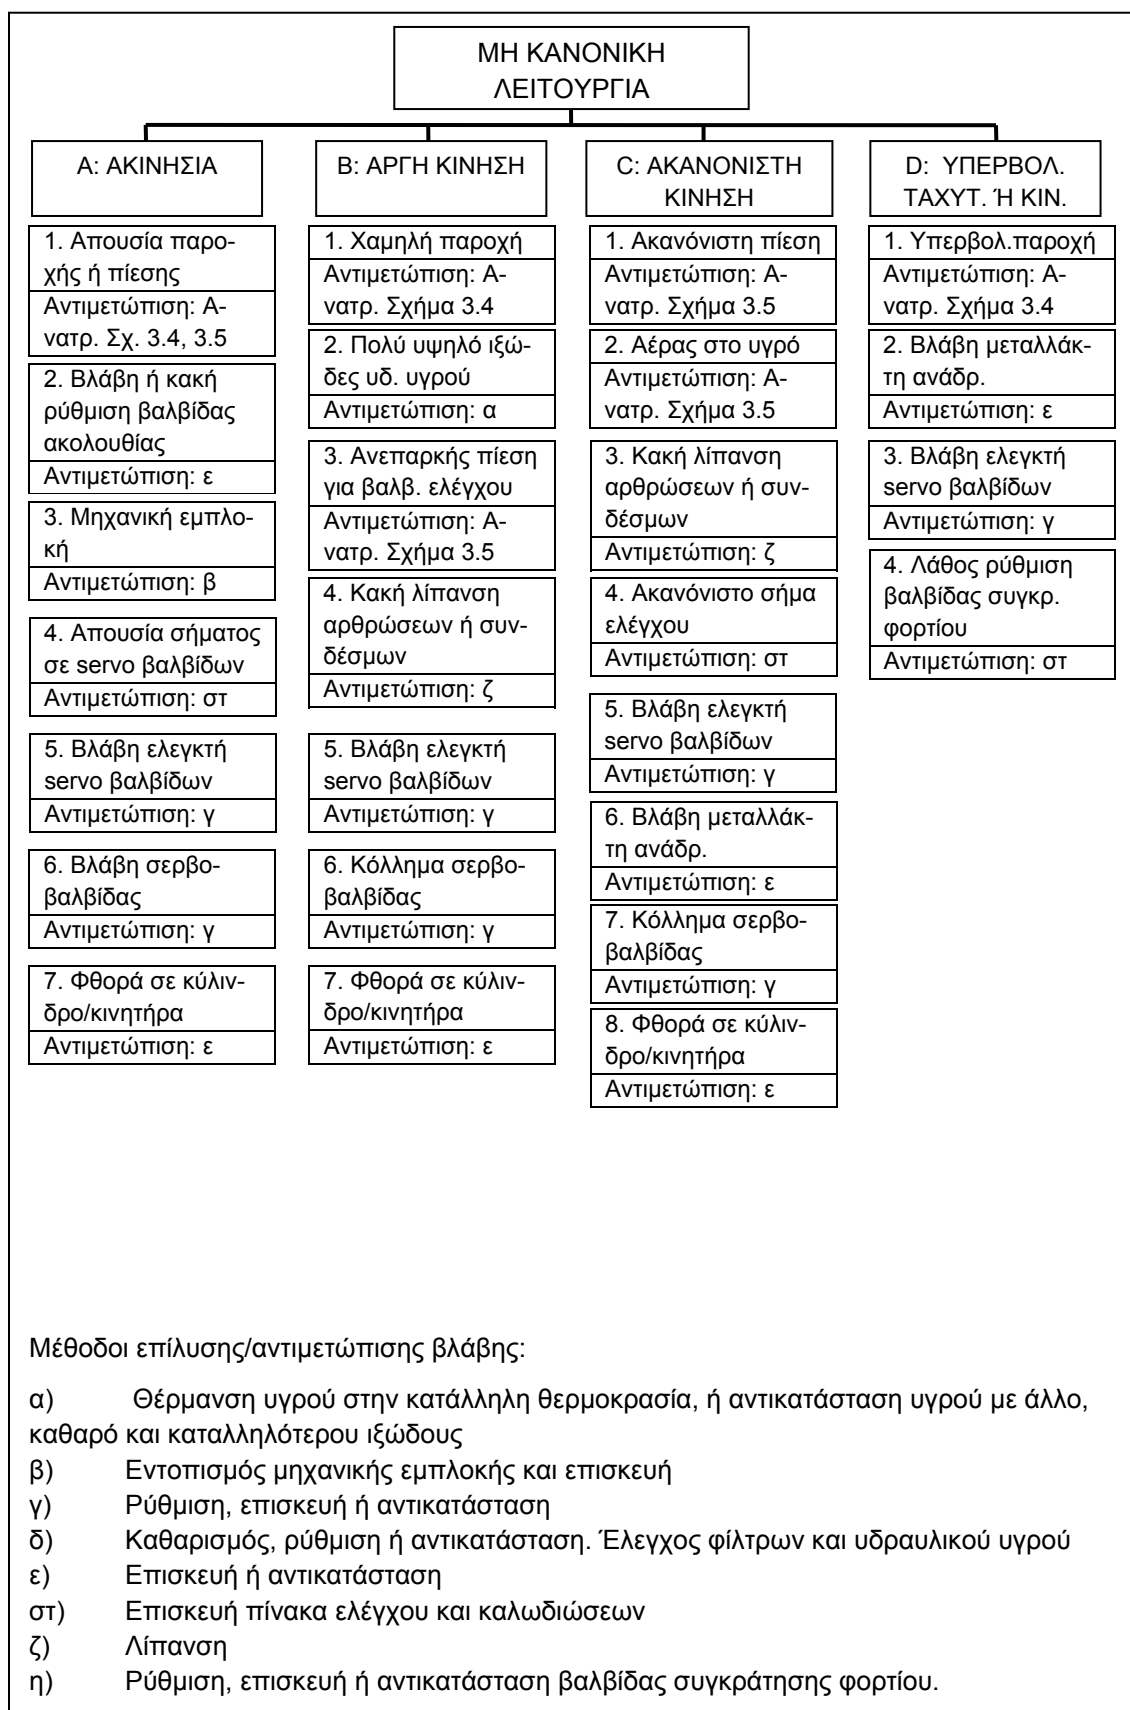 ΜΗ ΚΑΝΟΝΙΚΗ
ΛΕΙΤΟΥΡΓΙΑ
Α: ΑΚΙΝΗΣΙΑ
1. Απουσία παρο-
χής ή πίεσης
Αντιμετώπιση: Α-
νατρ. Σχ. 3.4, 3.5
2. Βλάβη ή κακή
ρύθμιση βαλβίδας
ακολουθίας
Αντιμετώπιση: ε
3. Μηχανική εμπλο-
κή
Αντιμετώπιση: β
4. Απουσία σήματος
σε servo βαλβίδων
Αντιμετώπιση: στ
5. Βλάβη ελεγκτή
servo βαλβίδων
Αντιμετώπιση: γ
6. Βλάβη σερβο-
βαλβίδας
Αντιμετώπιση: γ
7. Φθορά σε κύλιν-
δρο/κινητήρα
Αντιμετώπιση: ε
Β: ΑΡΓΗ ΚΙΝΗΣΗ
1. Χαμηλή παροχή
Αντιμετώπιση: Α-
νατρ. Σχήμα 3.4
2. Πολύ υψηλό ιξώ-
δες υδ. υγρού
Αντιμετώπιση: α
3. Ανεπαρκής πίεση
για βαλβ. ελέγχου
Αντιμετώπιση: Α-
νατρ. Σχήμα 3.5
4. Κακή λίπανση
αρθρώσεων ή συν-
δέσμων
Αντιμετώπιση: ζ
5. Βλάβη ελεγκτή
servo βαλβίδων
Αντιμετώπιση: γ
6. Κόλλημα σερβο-
βαλβίδας
Αντιμετώπιση: γ
7. Φθορά σε κύλιν-
δρο/κινητήρα
Αντιμετώπιση: ε
C: ΑΚΑΝΟΝΙΣΤΗ
ΚΙΝΗΣΗ
1. Ακανόνιστη πίεση
Αντιμετώπιση: Α-
νατρ. Σχήμα 3.5
2. Αέρας στο υγρό
Αντιμετώπιση: Α-
νατρ. Σχήμα 3.5
3. Κακή λίπανση
αρθρώσεων ή συν-
δέσμων
Αντιμετώπιση: ζ
4. Ακανόνιστο σήμα
ελέγχου
Αντιμετώπιση: στ
5. Βλάβη ελεγκτή
servo βαλβίδων
Αντιμετώπιση: γ
6. Βλάβη μεταλλάκ-
τη ανάδρ.
Αντιμετώπιση: ε
7. Κόλλημα σερβο-
βαλβίδας
Αντιμετώπιση: γ
8. Φθορά σε κύλιν-
δρο/κινητήρα
Αντιμετώπιση: ε
D: ΥΠΕΡΒΟΛ.
ΤΑΧΥΤ. Ή ΚΙΝ.
1. Υπερβολ.παροχή
Αντιμετώπιση: Α-
νατρ. Σχήμα 3.4
2. Βλάβη μεταλλάκ-
τη ανάδρ.
Αντιμετώπιση: ε
3. Βλάβη ελεγκτή
servo βαλβίδων
Αντιμετώπιση: γ
4. Λάθος ρύθμιση
βαλβίδας συγκρ.
φορτίου
Αντιμετώπιση: στ
Μέθοδοι επίλυσης/αντιμετώπισης βλάβης:
α) Θέρμανση υγρού στην κατάλληλη θερμοκρασία, ή αντικατάσταση υγρού με άλλο,
καθαρό και καταλληλότερου ιξώδους
β) Εντοπισμός μηχανικής εμπλοκής και επισκευή
γ) Ρύθμιση, επισκευή ή αντικατάσταση
δ) Καθαρισμός, ρύθμιση ή αντικατάσταση. Έλεγχος φίλτρων και υδραυλικού υγρού
ε) Επισκευή ή αντικατάσταση
στ) Επισκευή πίνακα ελέγχου και καλωδιώσεων
ζ) Λίπανση
η) Ρύθμιση, επισκευή ή αντικατάσταση βαλβίδας συγκράτησης φορτίου.